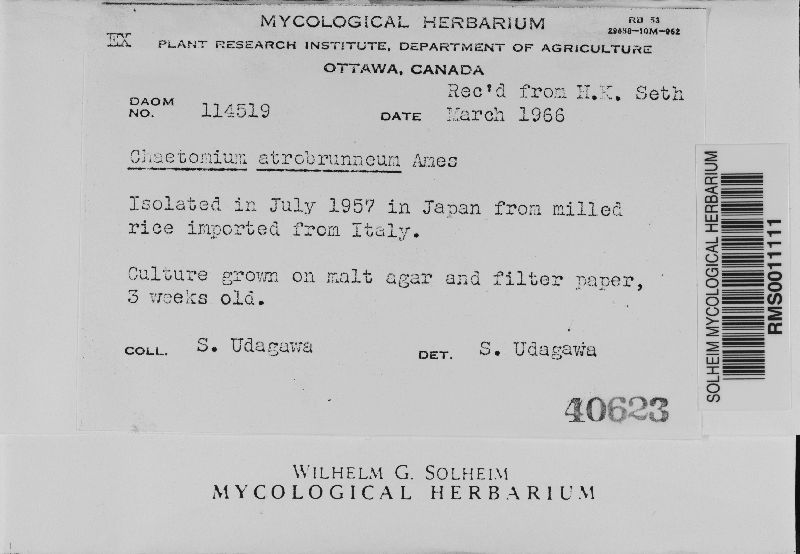 MYCOLOGICAL HERBARIUM
RD 53
29658-10M-962
EX PLANT RESEARCH INSTITUTE, DEPARTMENT OF AGRICULTURE
OTTAWA, CANADA
Rec'd from H.K. Seth
DAOM NO. 114519
DATE March 1966
Chaetomium atrobrunneum Ames
Isolated in July 1957 in Japan from milled
rice imported from Italy.
Culture grown on malt agar and filter paper,
3 weeks old.
COLL. S. Udagawa
DET. S. Udagawa
40623
SOLHEIM MYCOLOGICAL HERBARIUM
RMS0011111
WILHELM G. SOLHEIM
MYCOLOGICAL HERBARIUM